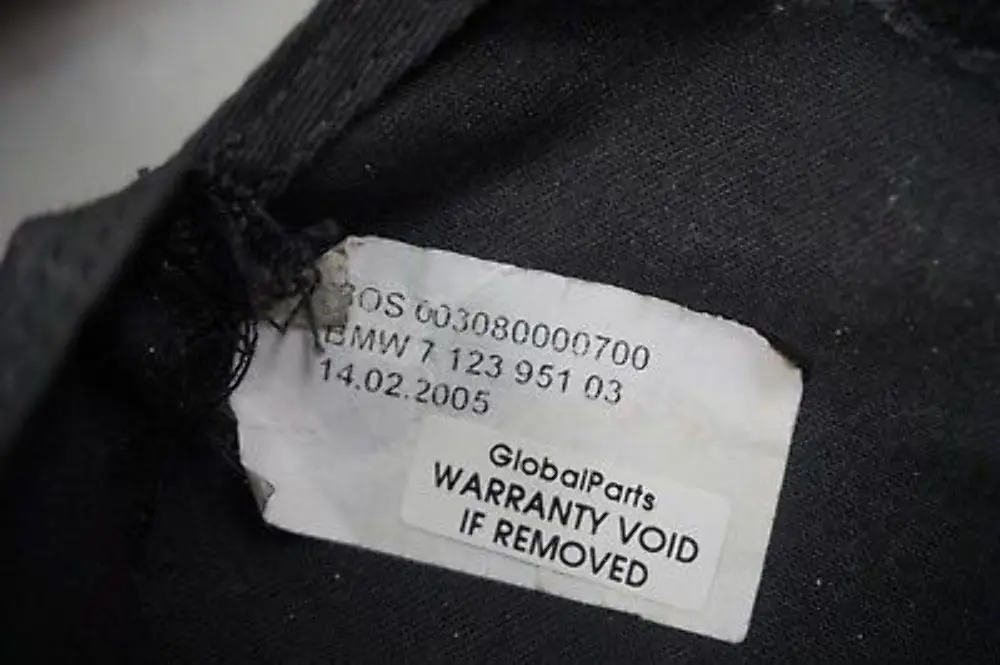 BOS 003080000700
BMW 7 123 951 03
14.02.2005
GlobalParts
WARRANTY VOID
IF REMOVED